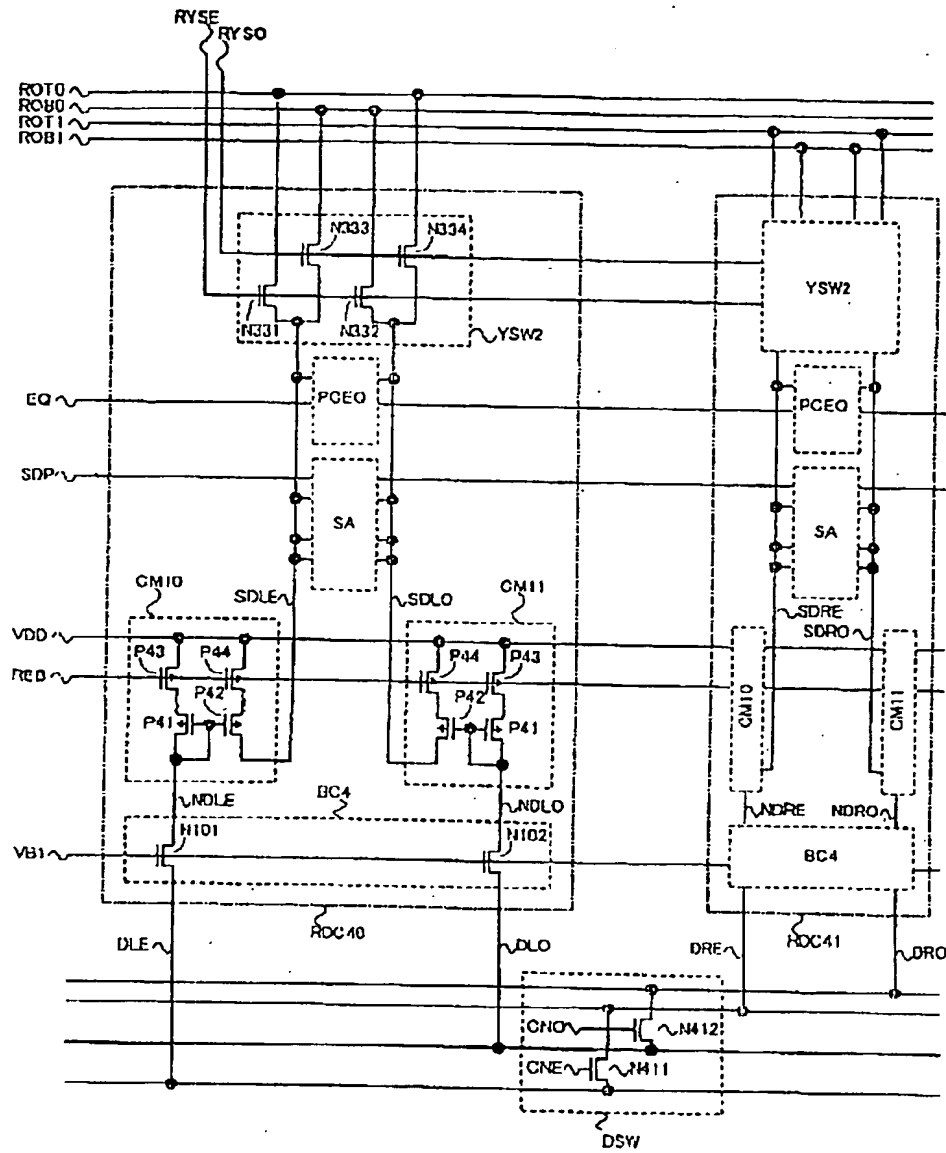 RYSE
RYSO
ROT0
ROB0
ROT1
ROB1
N333
N334
YSW2
N331
N332
YSW2
EQ
PCEQ
PCEQ
SDP
SA
SA
CM10
SDLE
SDLO
CM11
SDRE
SDRO
VDD
P43
P44
P44
P43
REB
CM10
CM11
P41
P42
P42
P41
NDLE
BC4
NDLO
NDRE
NDRO
N101
N102
VB1
BC4
RDC40
RDC41
DLE
DLO
DRE
DRO
CNO
N412
CNE
N411
DSW